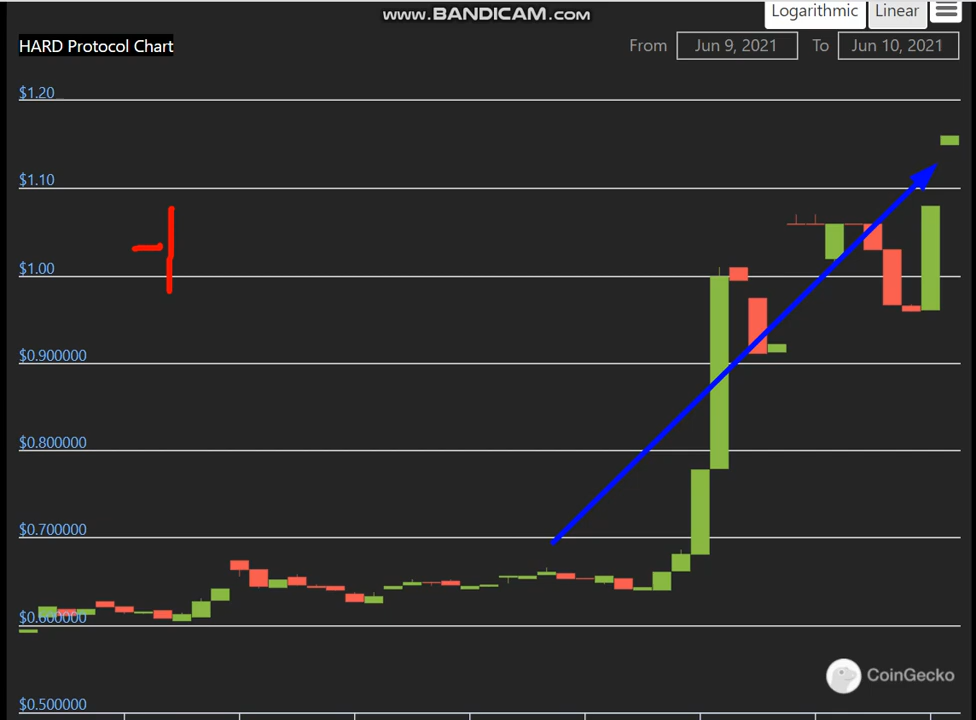 www.BANDICAM.com
Logarithmic Linear
HARD Protocol Chart From Jun 9, 2021 To Jun 10, 2021
$1.20
$1.10
$1.00
$0.900000
$0.800000
$0.700000
$0.600000
CoinGecko
$0.500000